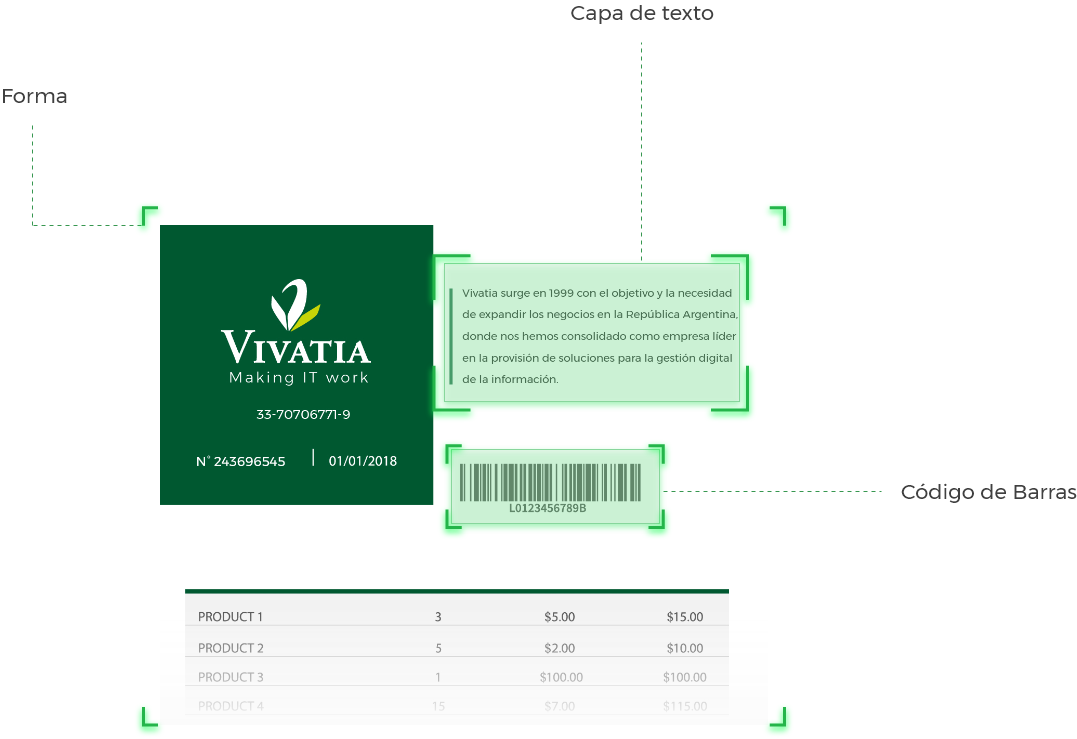 Capa de texto
Forma
VIVATIA
Making IT work
33-70706771-9
N° 243696545 | 01/01/2018
Vivatia surge en 1999 con el objetivo y la necesidad
de expandir los negocios en la República Argentina,
donde nos hemos consolidado como empresa líder
en la provisión de soluciones para la gestión digital
de la información.
L0123456789B
Código de Barras
PRODUCT 1 3 $5.00 $15.00
PRODUCT 2 5 $2.00 $10.00
PRODUCT 3 1 $100.00 $100.00
PRODUCT 4 15 $7.00 $115.00